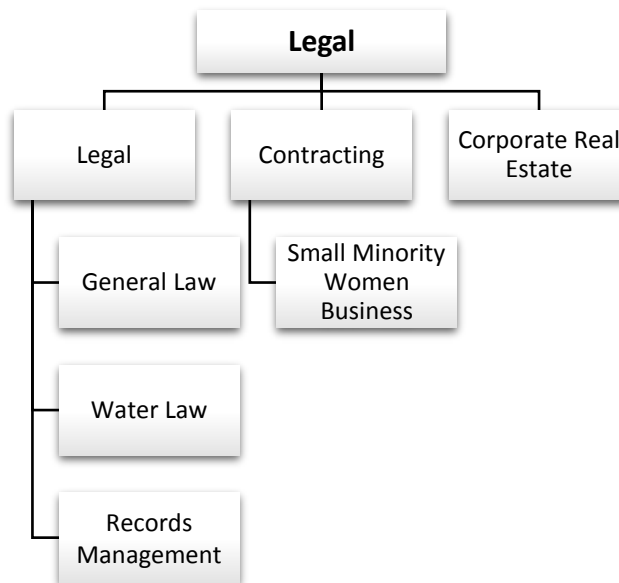 Legal
Legal
Contracting
Corporate Real
Estate
General Law
Small Minority
Women
Business
Water Law
Records
Management